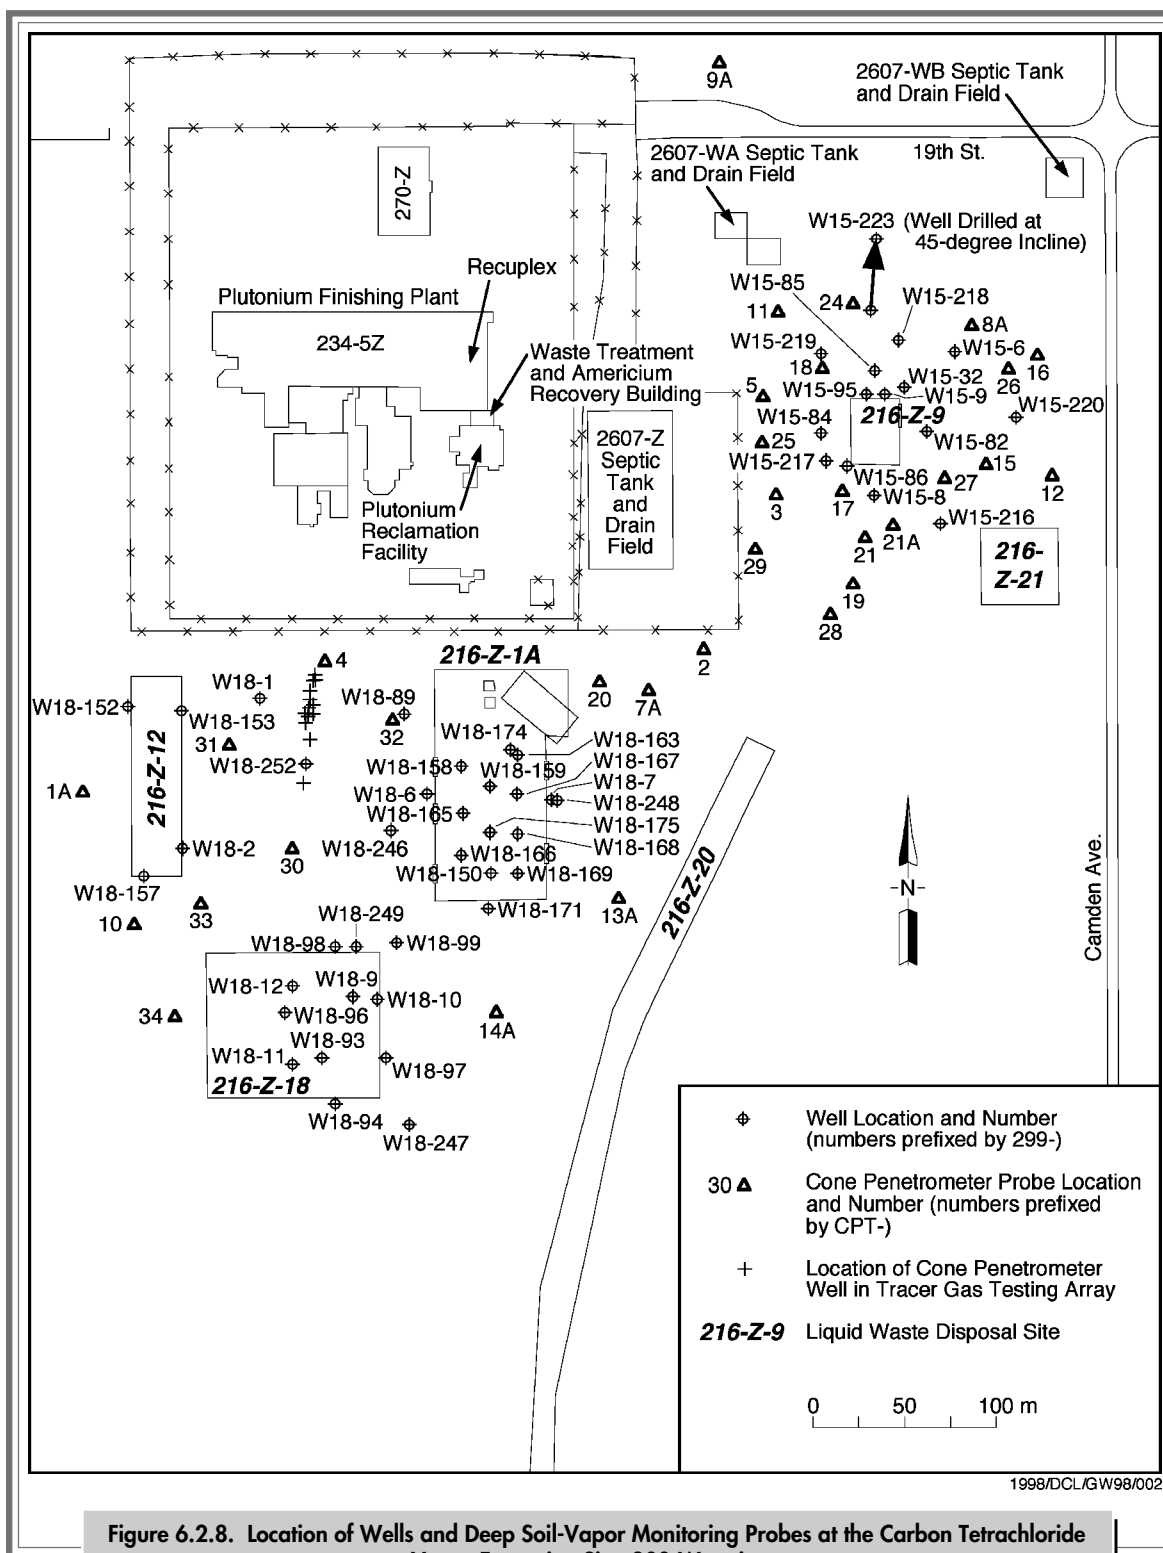 9A
2607-WB Septic Tank
and Drain Field
19th St.
2607-WA Septic Tank
and Drain Field
270-Z
W15-223 (Well Drilled at
45-degree Incline)
Recuplex
Plutonium Finishing Plant
234-5Z
W15-85
24
W15-218
11
8A
W15-219
W15-6
16
18
26
Waste Treatment
and Americium
Recovery Building
5
W15-95
W15-32
W15-9
W15-220
216-Z-9
W15-84
25
W15-82
2607-Z
Septic
Tank
and
Drain
Field
W15-217
15
W15-86
27
12
3
17
W15-8
W15-216
21A
21
Plutonium
Reclamation
Facility
29
216-
Z-21
19
28
4
216-Z-1A
2
20
7A
W18-1
W18-89
W18-152
W18-153
31
32
W18-174
W18-163
216-Z-12
W18-252
W18-158
W18-159
W18-167
W18-7
1A
W18-6
W18-248
W18-165
W18-175
W18-2
30
W18-246
W18-166
W18-168
W18-157
W18-150
W18-169
10
33
W18-249
W18-171
13A
216-Z-20
W18-98
W18-99
-N-
Camden Ave.
W18-12
W18-9
W18-10
34
W18-96
14A
W18-93
W18-11
W18-97
216-Z-18
W18-94
W18-247
Well Location and Number
(numbers prefixed by 299-)
30
Cone Penetrometer Probe Location
and Number (numbers prefixed
by CPT-)
Location of Cone Penetrometer
Well in Tracer Gas Testing Array
216-Z-9 Liquid Waste Disposal Site
0 50 100 m
1998/DCL/GW98/002
Figure 6.2.8. Location of Wells and Deep Soil-Vapor Monitoring Probes at the Carbon Tetrachloride